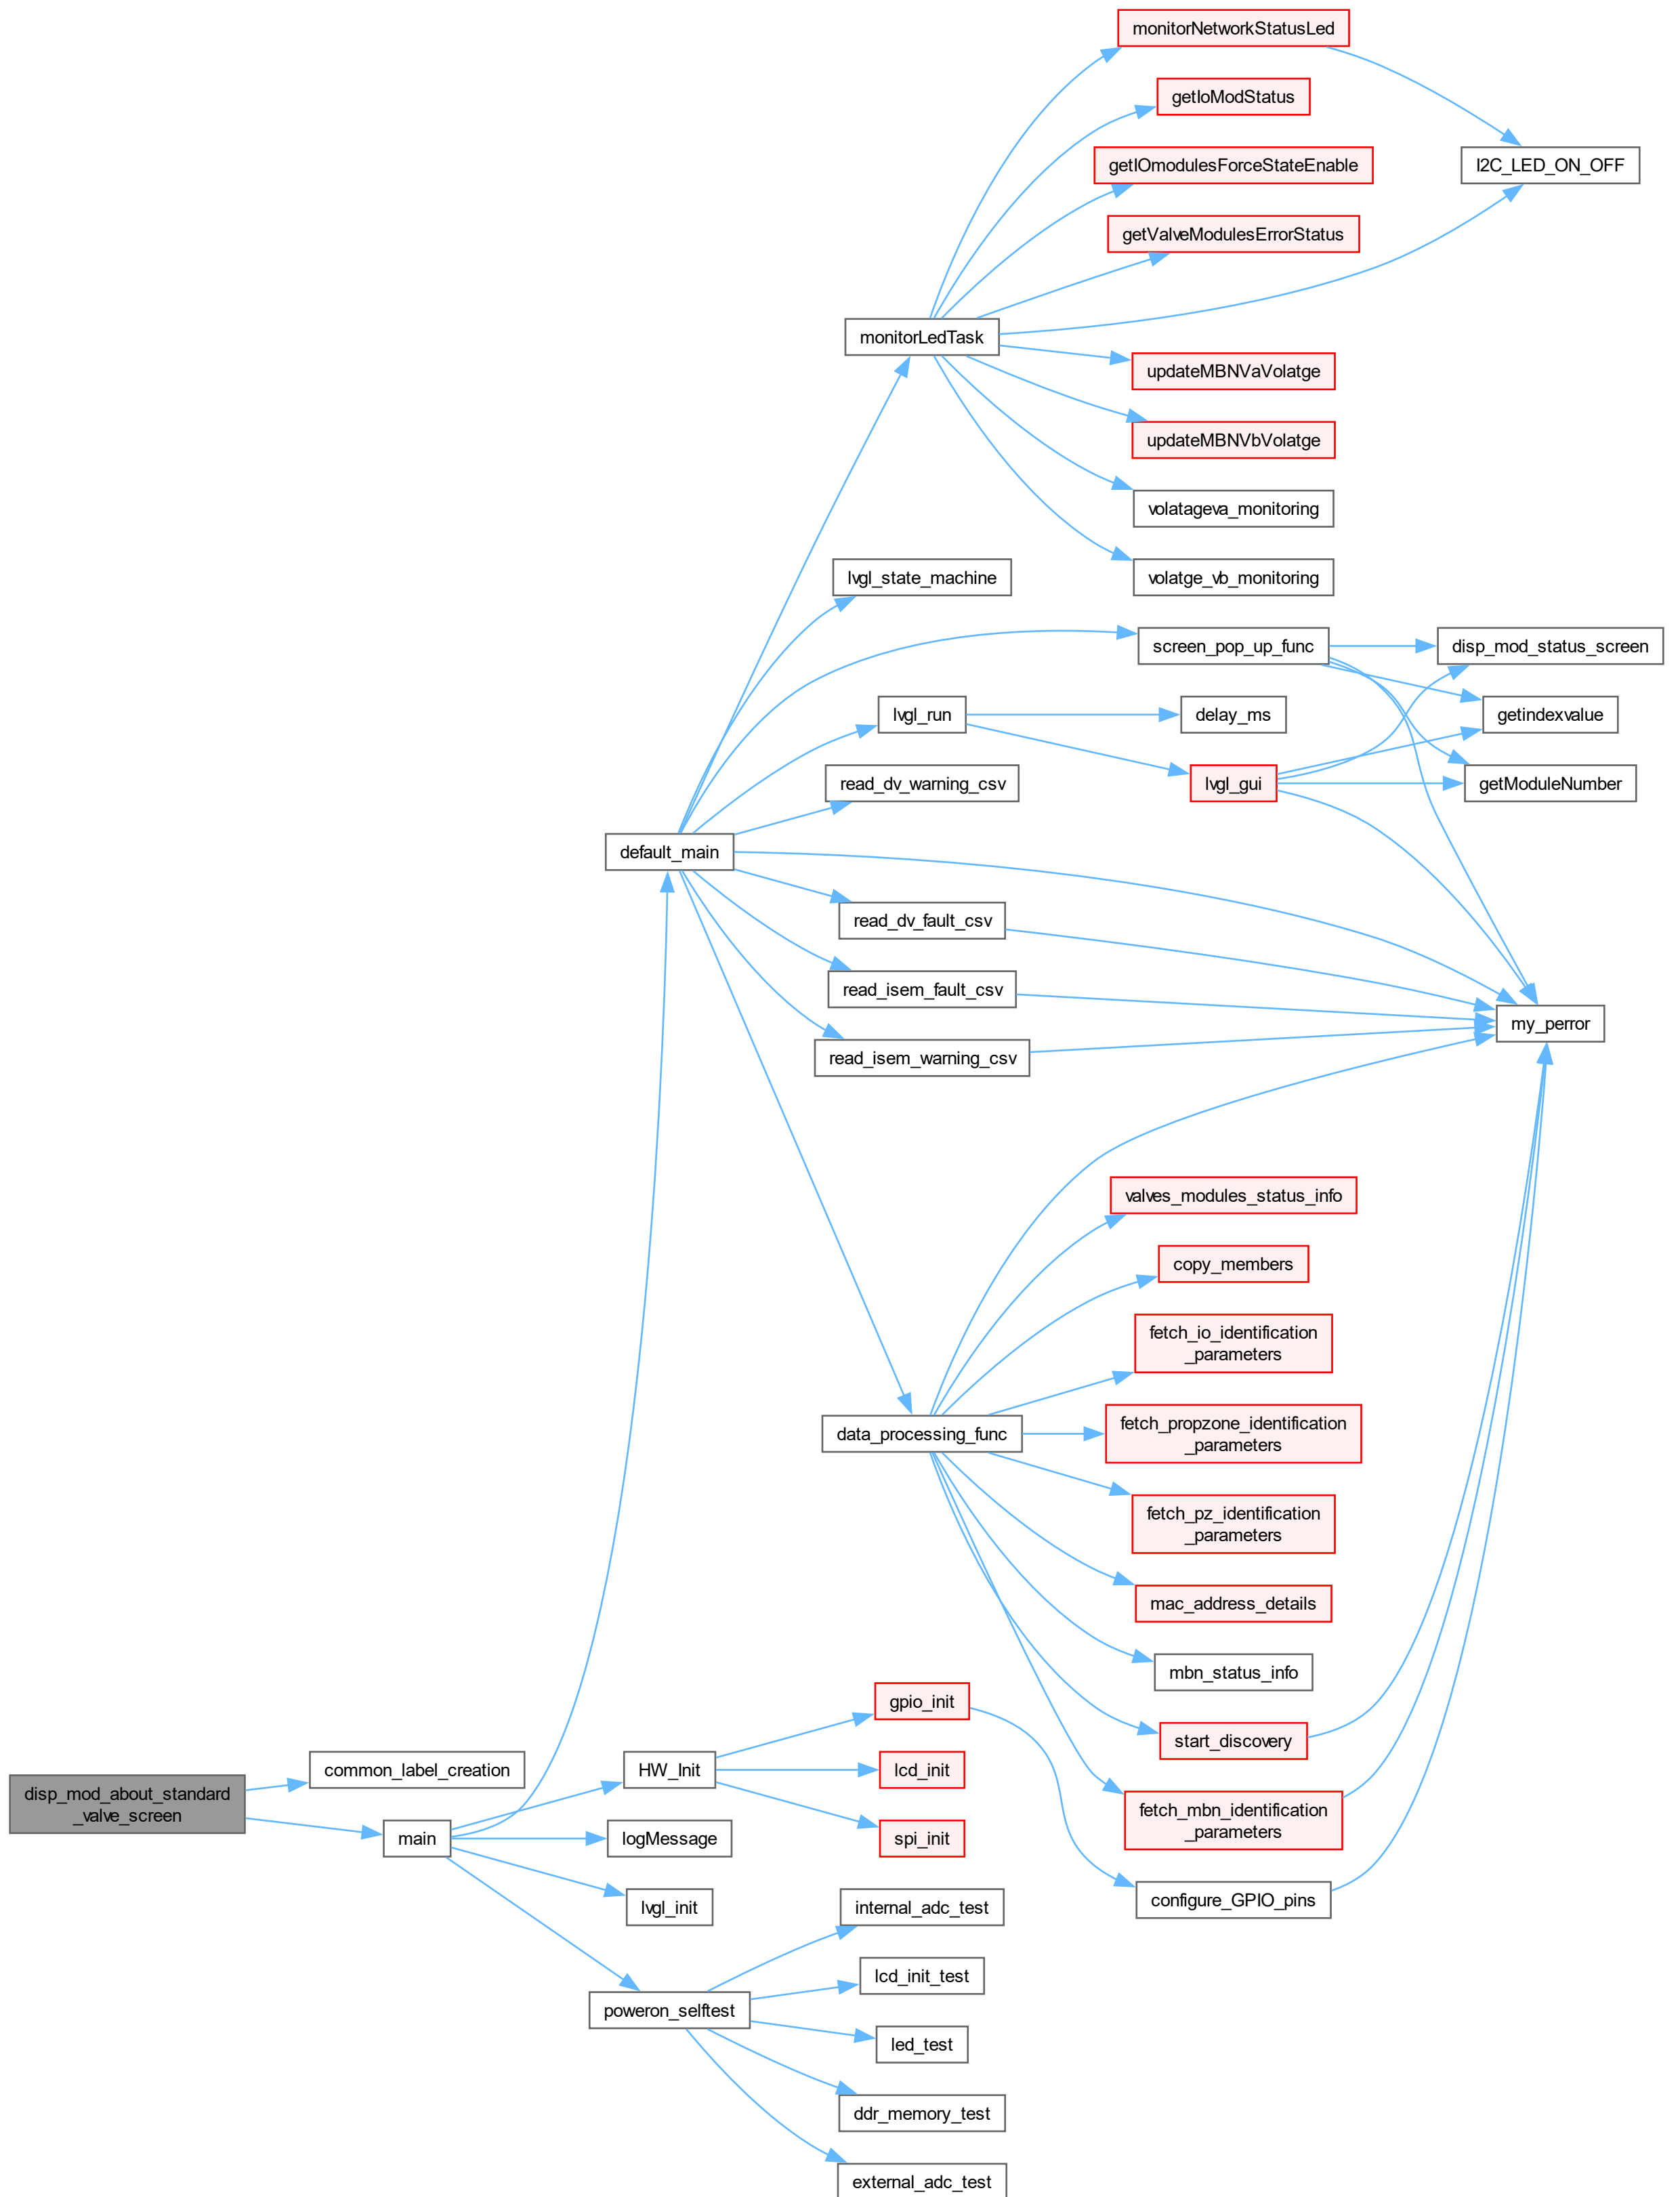 monitorNetworkStatusLed
getIoModStatus
getIOmodulesForceStateEnable
I2C_LED_ON_OFF
getValveModulesErrorStatus
monitorLedTask
updateMBNVaVolatge
updateMBNVbVolatge
volatageva_monitoring
volatge_vb_monitoring
lvgl_state_machine
screen_pop_up_func
disp_mod_status_screen
lvgl_run
delay_ms
getindexvalue
read_dv_warning_csv
lvgl_gui
getModuleNumber
default_main
read_dv_fault_csv
read_isem_fault_csv
my_perror
read_isem_warning_csv
valves_modules_status_info
copy_members
fetch_io_identification
_parameters
data_processing_func
fetch_propzone_identification
_parameters
fetch_pz_identification
_parameters
mac_address_details
mbn_status_info
gpio_init
start_discovery
common_label_creation
HW_Init
lcd_init
disp_mod_about_standard
_valve_screen
fetch_mbn_identification
_parameters
main
logMessage
spi_init
lvgl_init
internal_adc_test
configure_GPIO_pins
lcd_init_test
poweron_selftest
led_test
ddr_memory_test
external_adc_test